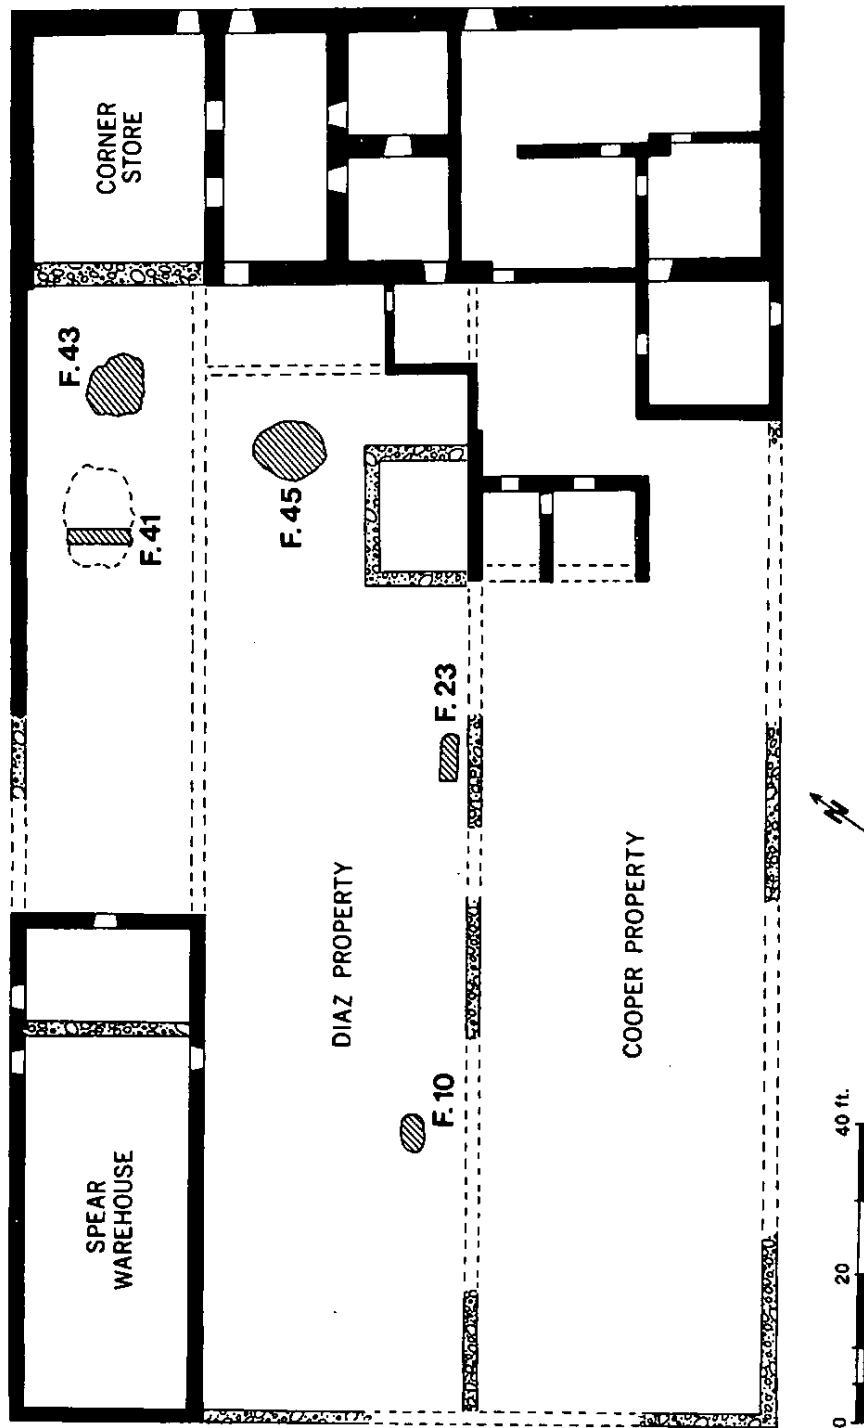 CORNER
STORE
F.43
F.41
F.45
F.23
DIAZ PROPERTY
COOPER PROPERTY
F.10
SPEAR
WAREHOUSE
N
0
20
40 ft.